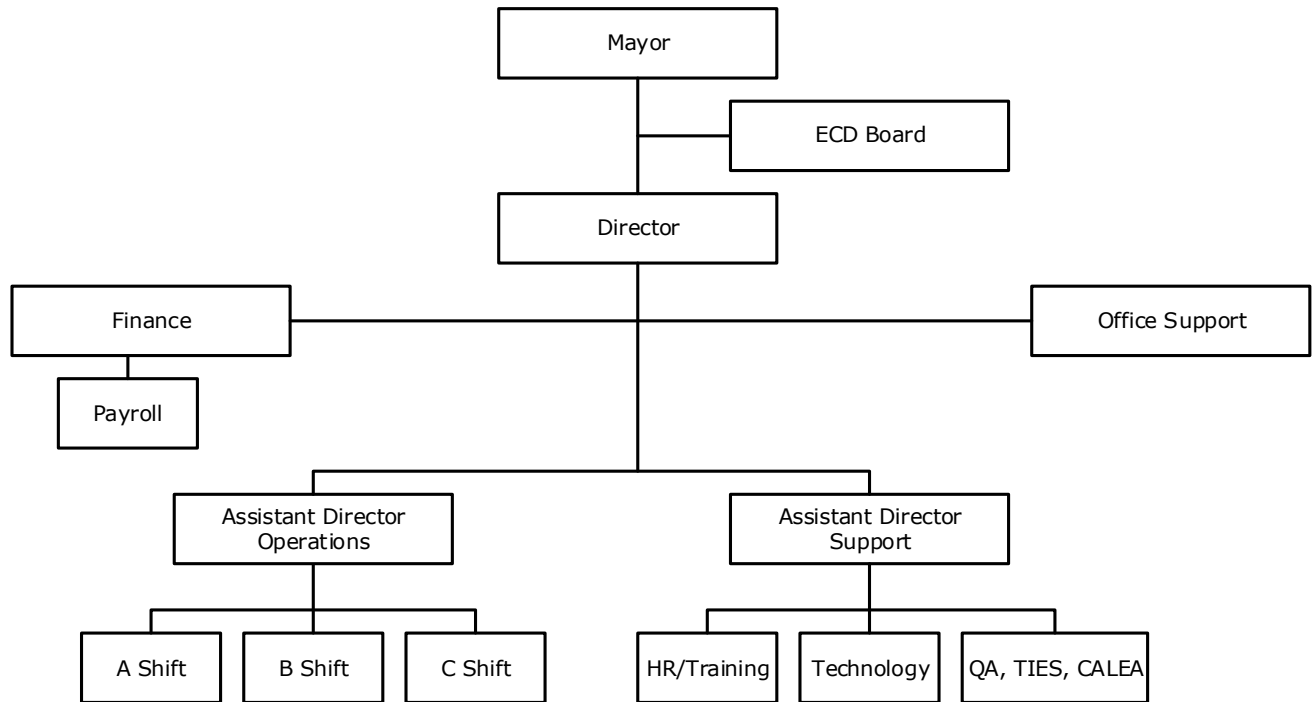 Mayor
ECD Board
Director
Finance
Office Support
Payroll
Assistant Director
Operations
Assistant Director
Support
A Shift
B Shift
C Shift
HR/Training
Technology
QA, TIES, CALEA